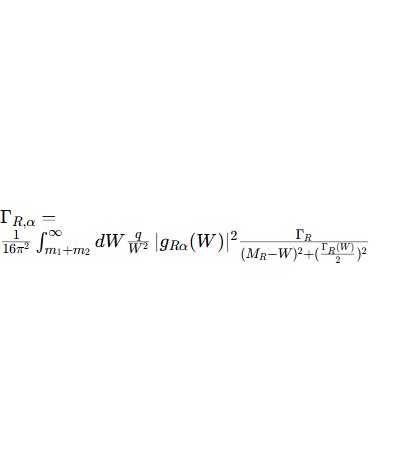 Γ_{R,α} =
\frac{1}{16π^2} ∫_{m_1+m_2}^{∞} dW \frac{q}{W^2} |g_{Rα}(W)|^2 \frac{Γ_R}{(M_R−W)^2+(\frac{Γ_R(W)}{2})^2}